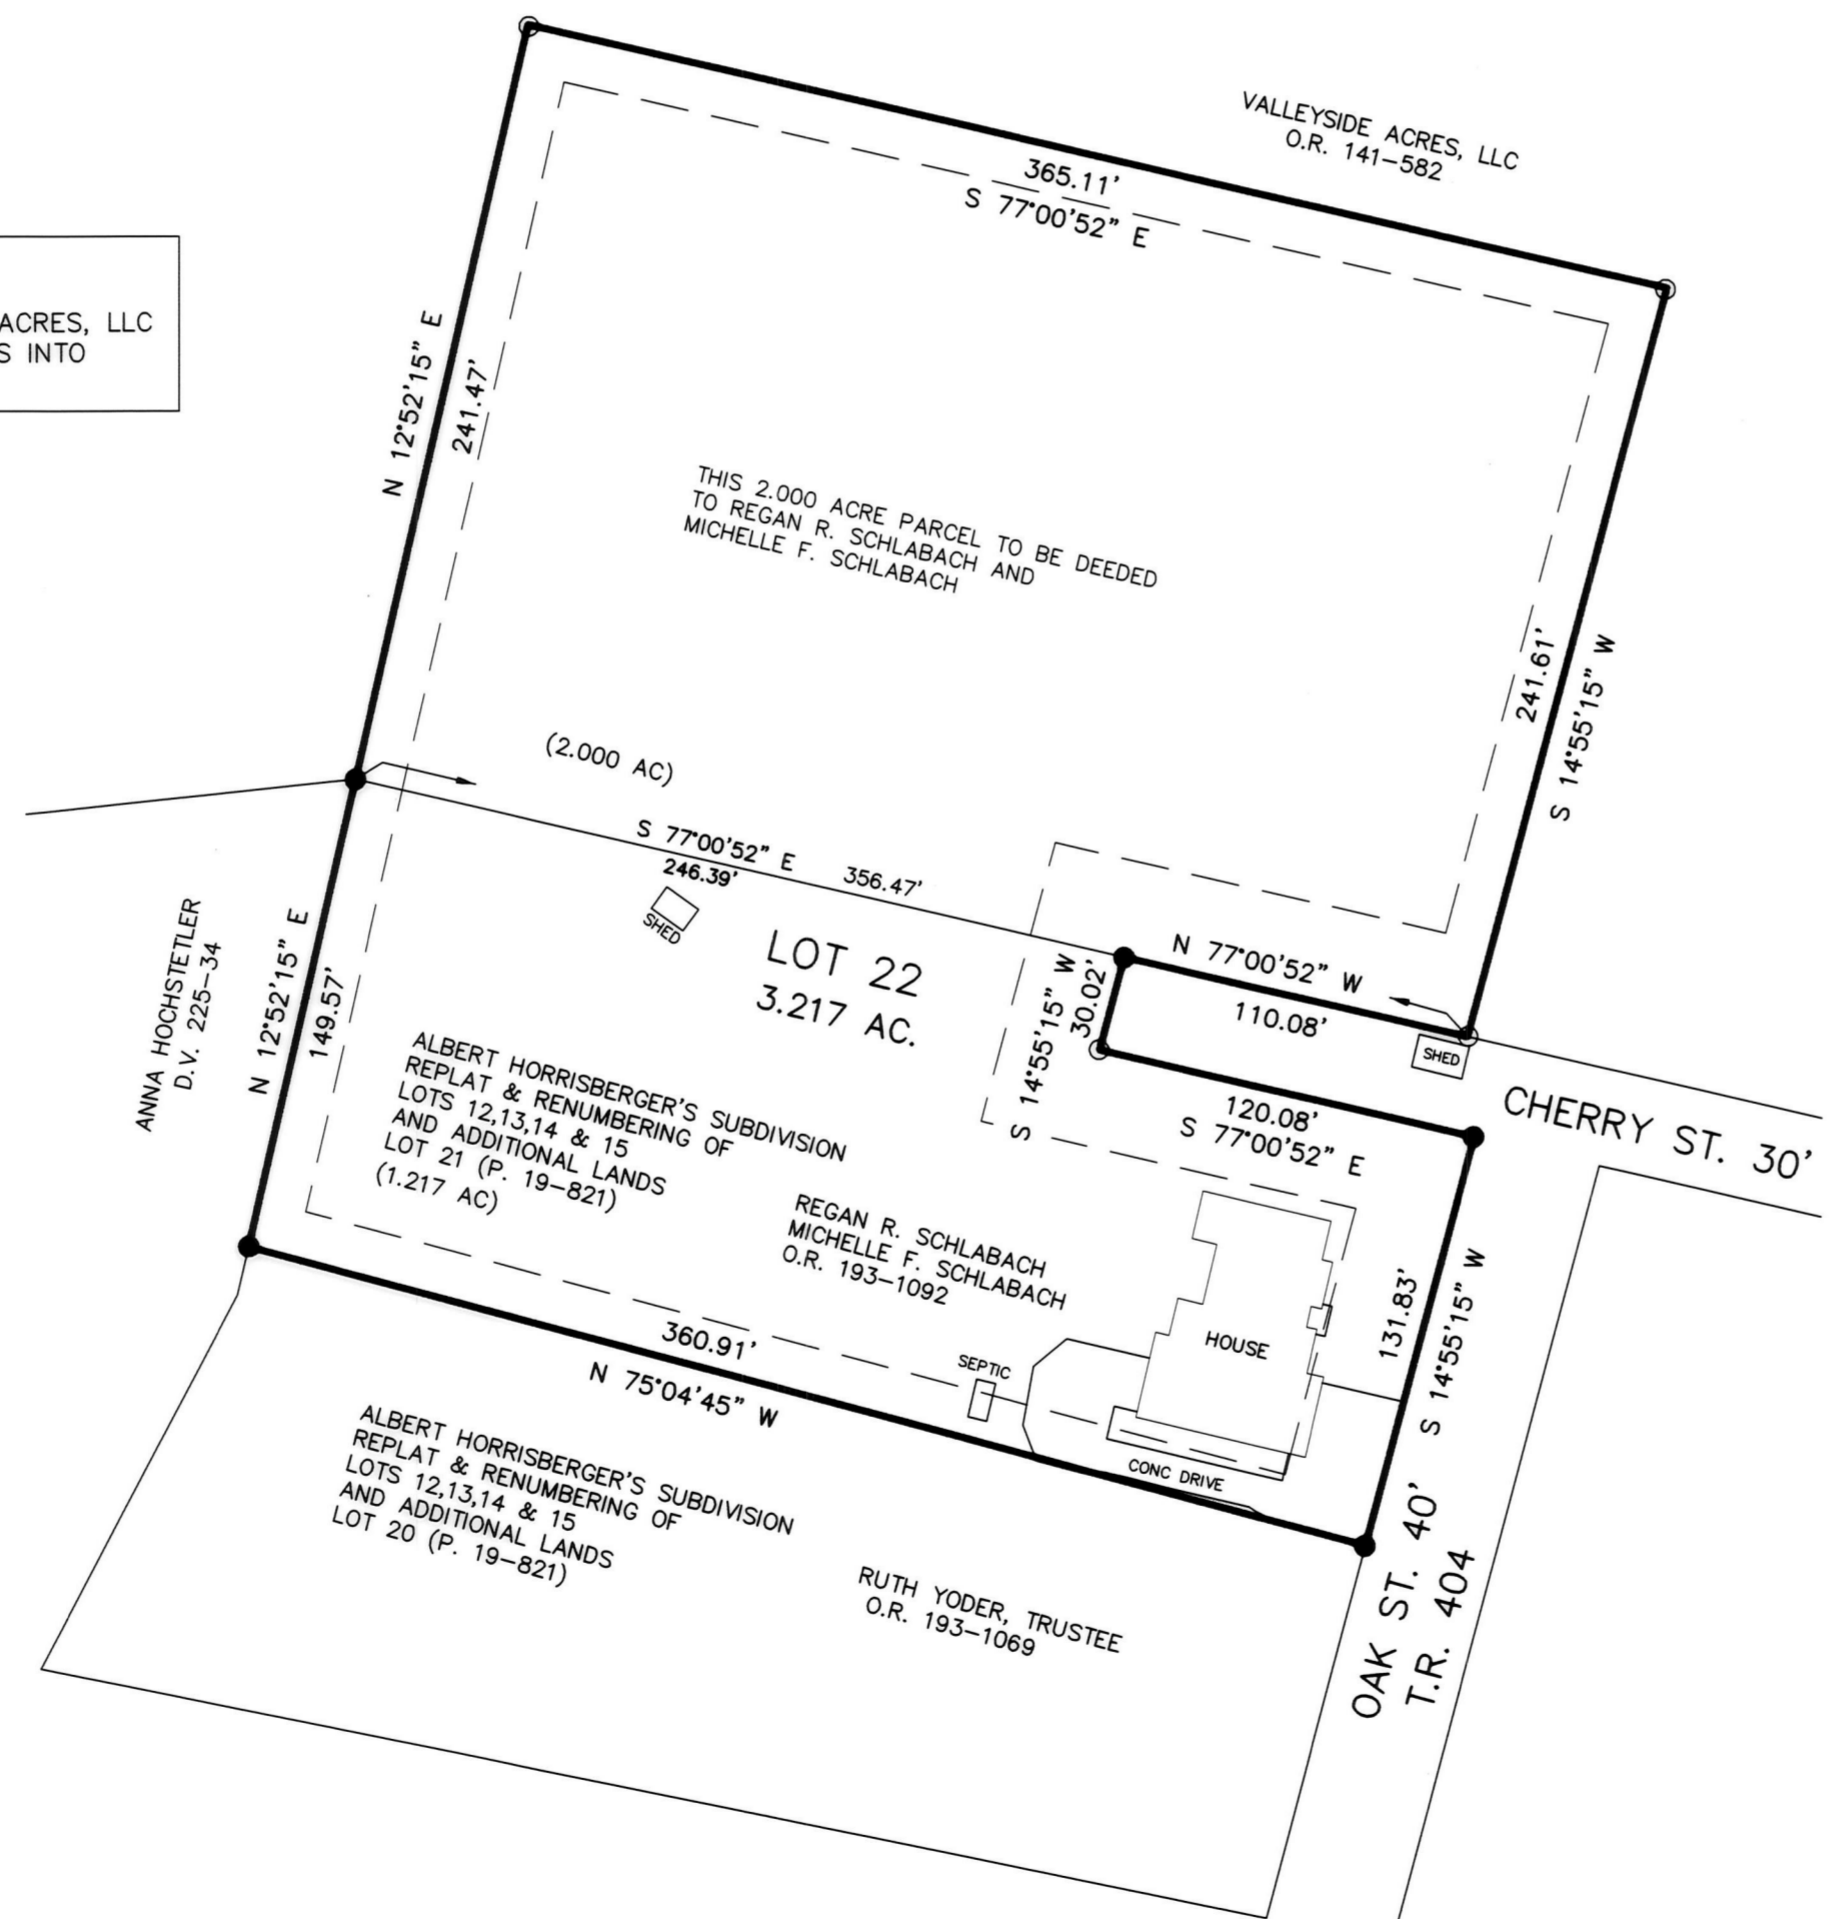 VALLEYSIDE ACRES, LLC
O.R. 141-582
365.11'
S 77°00'52" E
ACRES, LLC
S INTO
N 12°52'15" E
241.47'
THIS 2.000 ACRE PARCEL TO BE DEEDED
TO REGAN R. SCHLABACH AND
MICHELLE F. SCHLABACH
241.61'
S 14°55'15" W
(2.000 AC)
S 77°00'52" E
356.47'
246.39'
SHED
LOT 22
3.217 AC.
N 77°00'52" W
110.08'
S 14°55'15" W
30.02'
SHED
120.08'
S 77°00'52" E
CHERRY ST. 30'
ANNA HOCHSTETLER
D.V. 225-34
N 12°52'15" E
149.57'
ALBERT HORRISBERGER'S SUBDIVISION
REPLAT & RENUMBERING OF
LOTS 12,13,14 & 15
AND ADDITIONAL LANDS
LOT 21 (P. 19-821)
(1.217 AC)
REGAN R. SCHLABACH
MICHELLE F. SCHLABACH
O.R. 193-1092
HOUSE
131.83'
S 14°55'15" W
SEPTIC
CONC DRIVE
360.91'
N 75°04'45" W
ALBERT HORRISBERGER'S SUBDIVISION
REPLAT & RENUMBERING OF
LOTS 12,13,14 & 15
AND ADDITIONAL LANDS
LOT 20 (P. 19-821)
RUTH YODER, TRUSTEE
O.R. 193-1069
OAK ST. 40'
T.R. 404